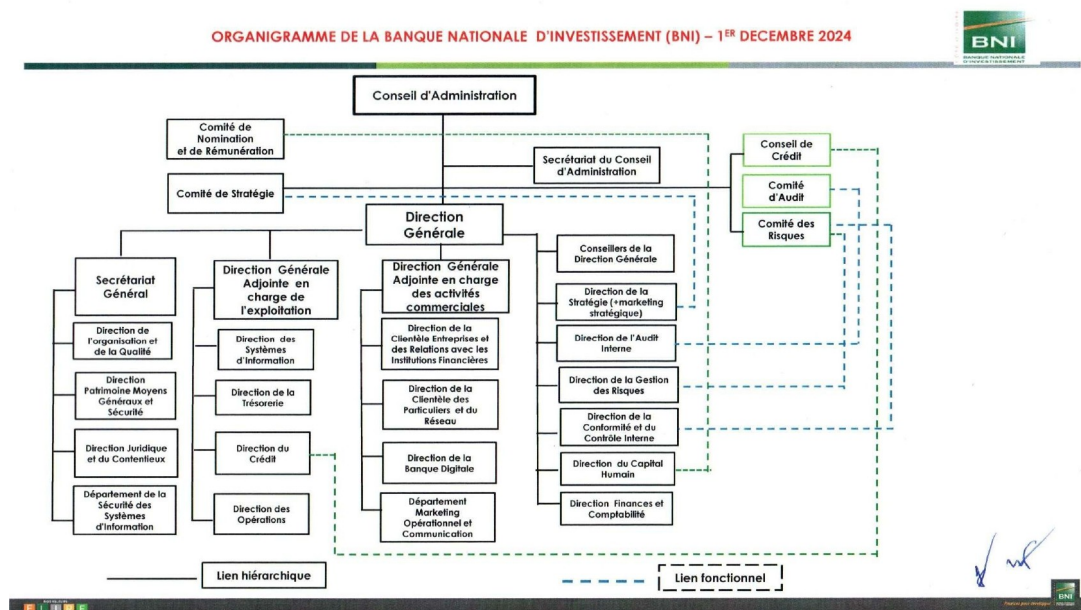 ORGANIGRAMME DE LA BANQUE NATIONALE D'INVESTISSEMENT (BNI) – 1ER DECEMBRE 2024
BNI
BANQUE NATIONALE
D'INVESTISSEMENT
Conseil d'Administration
Comité de
Nomination
et de Rémunération
Secrétariat du Conseil
d'Administration
Conseil de
Crédit
Comité de Stratégie
Comité
d'Audit
Comité des
Risques
Direction
Générale
Secrétariat
Général
Direction de
l'organisation et
de la Qualité
Direction
Patrimoine Moyens
Généraux et
Sécurité
Direction Juridique
et du Contentieux
Département de la
Sécurité des
Systèmes
d'Information
Direction Générale
Adjointe en
charge de
l'exploitation
Direction des
Systèmes
d'Information
Direction de la
Trésorerie
Direction du
Crédit
Direction des
Opérations
Direction Générale
Adjointe en charge
des activités
commerciales
Direction de la
Clientèle Entreprises et
des Relations avec les
Institutions Financières
Direction de la
Clientèle des
Particuliers et du
Réseau
Direction de la
Banque Digitale
Département
Marketing
Opérationnel et
Communication
Conseillers de la
Direction Générale
Direction de la
Stratégie (+marketing
stratégique)
Direction de l'Audit
Interne
Direction de la Gestion
des Risques
Direction de la
Conformité et du
Contrôle Interne
Direction du Capital
Humain
Direction Finances et
Comptabilité
Lien hiérarchique
Lien fonctionnel
BNI